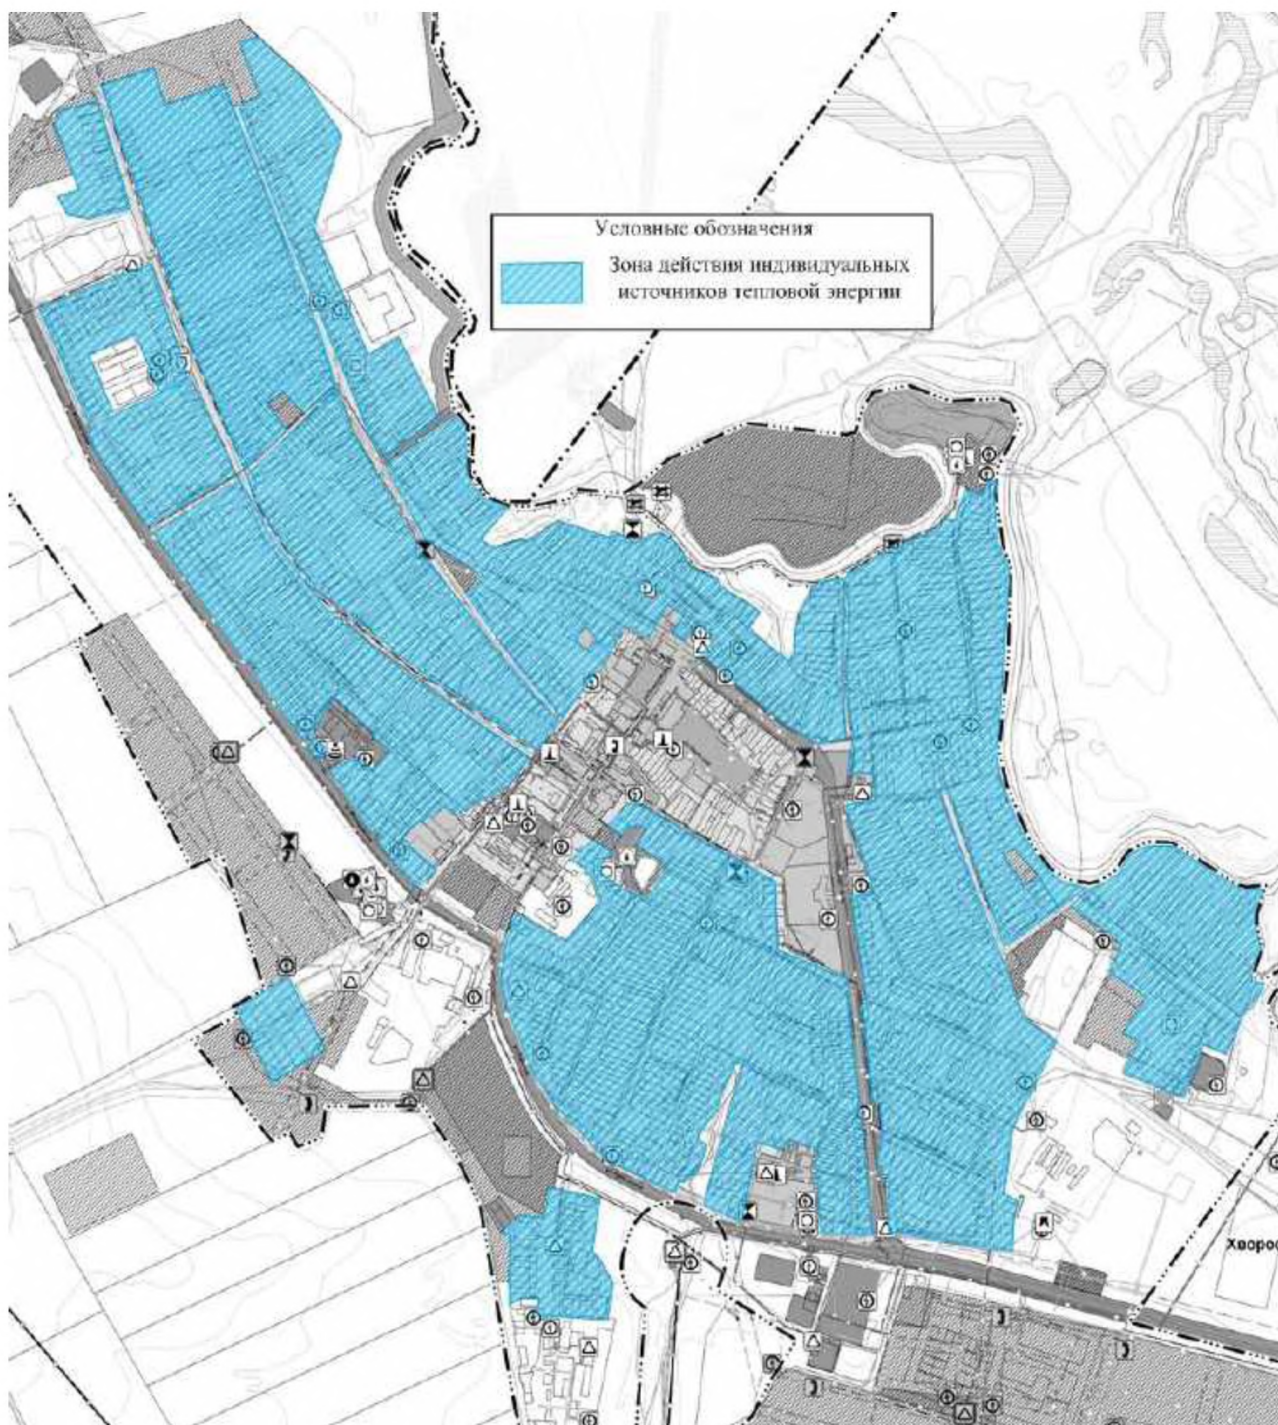 Условные обозначения
Зона действия индивидуальных
источников тепловой энергии
Хворос